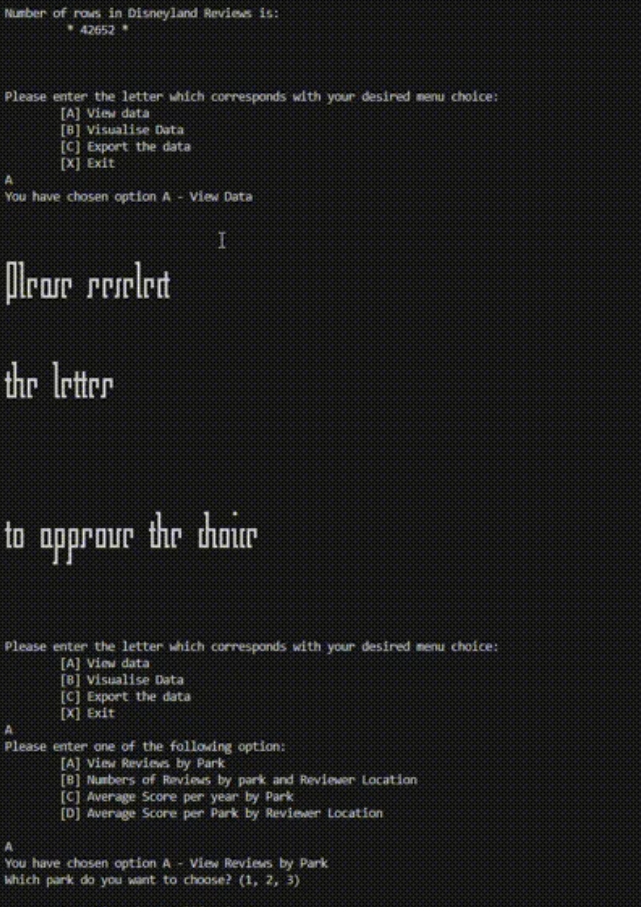 Number of rows in Disneyland Reviews is:
* 42652 *
Please enter the letter which corresponds with your desired menu choice:
[A] View data
[B] Visualise Data
[C] Export the data
[X] Exit
A
You have chosen option A - View Data
Please reselect
the letter
to approve the choice
Please enter the letter which corresponds with your desired menu choice:
[A] View data
[B] Visualise Data
[C] Export the data
[X] Exit
A
Please enter one of the following option:
[A] View Reviews by Park
[B] Numbers of Reviews by park and Reviewer Location
[C] Average Score per year by Park
[D] Average Score per Park by Reviewer Location
A
You have chosen option A - View Reviews by Park
Which park do you want to choose? (1, 2, 3)